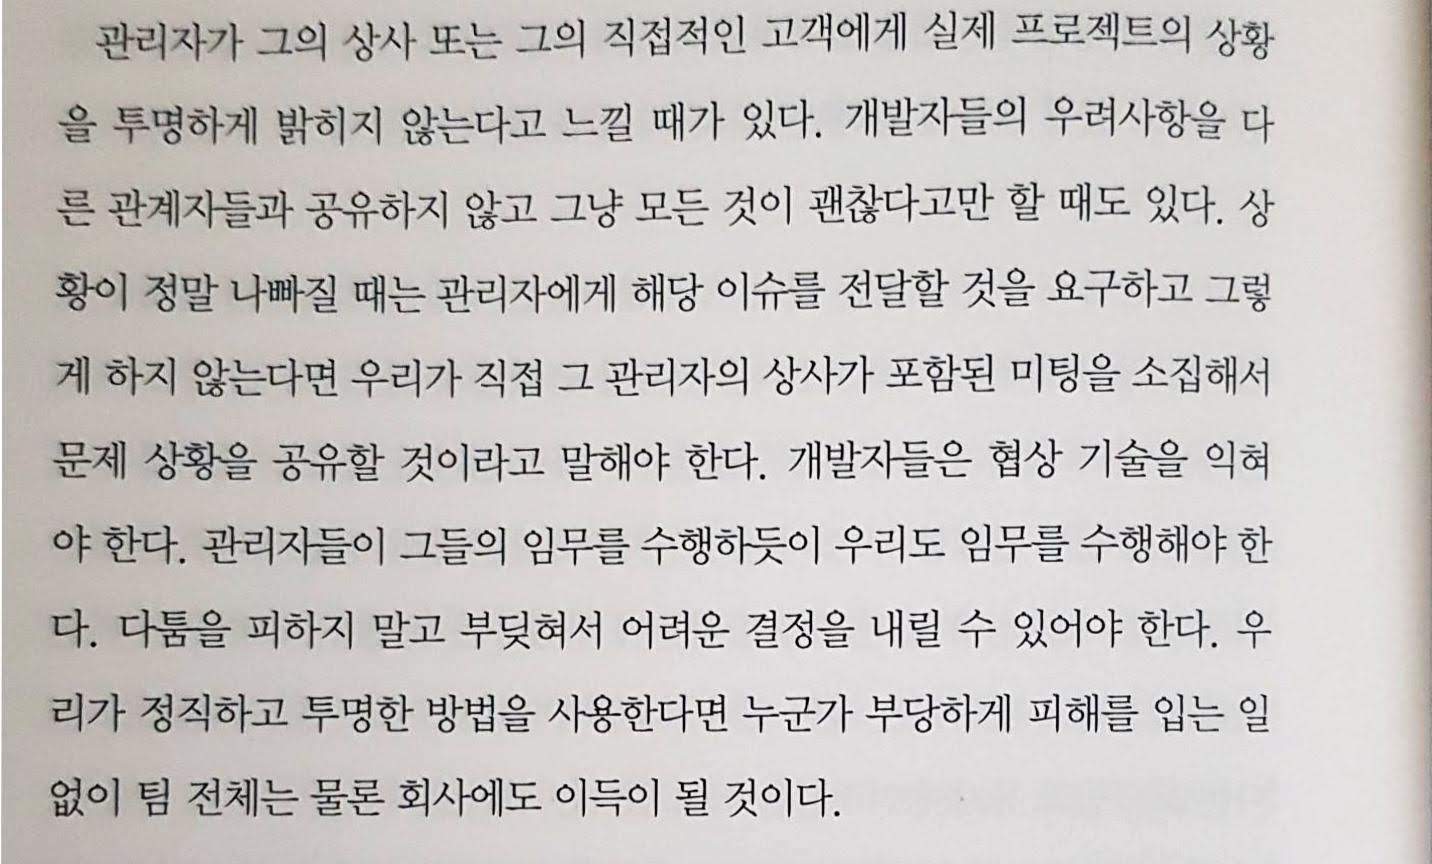 관리자가 그의 상사 또는 그의 직접적인 고객에게 실제 프로젝트의 상황
을 투명하게 밝히지 않는다고 느낄 때가 있다. 개발자들의 우려사항을 다
른 관계자들과 공유하지 않고 그냥 모든 것이 괜찮다고만 할 때도 있다. 상
황이 정말 나빠질 때는 관리자에게 해당 이슈를 전달할 것을 요구하고 그렇
게 하지 않는다면 우리가 직접 그 관리자의 상사가 포함된 미팅을 소집해서
문제 상황을 공유할 것이라고 말해야 한다. 개발자들은 협상 기술을 익혀
야 한다. 관리자들이 그들의 임무를 수행하듯이 우리도 임무를 수행해야 한
다. 다툼을 피하지 말고 부딪혀서 어려운 결정을 내릴 수 있어야 한다. 우
리가 정직하고 투명한 방법을 사용한다면 누군가 부당하게 피해를 입는 일
없이 팀 전체는 물론 회사에도 이득이 될 것이다.